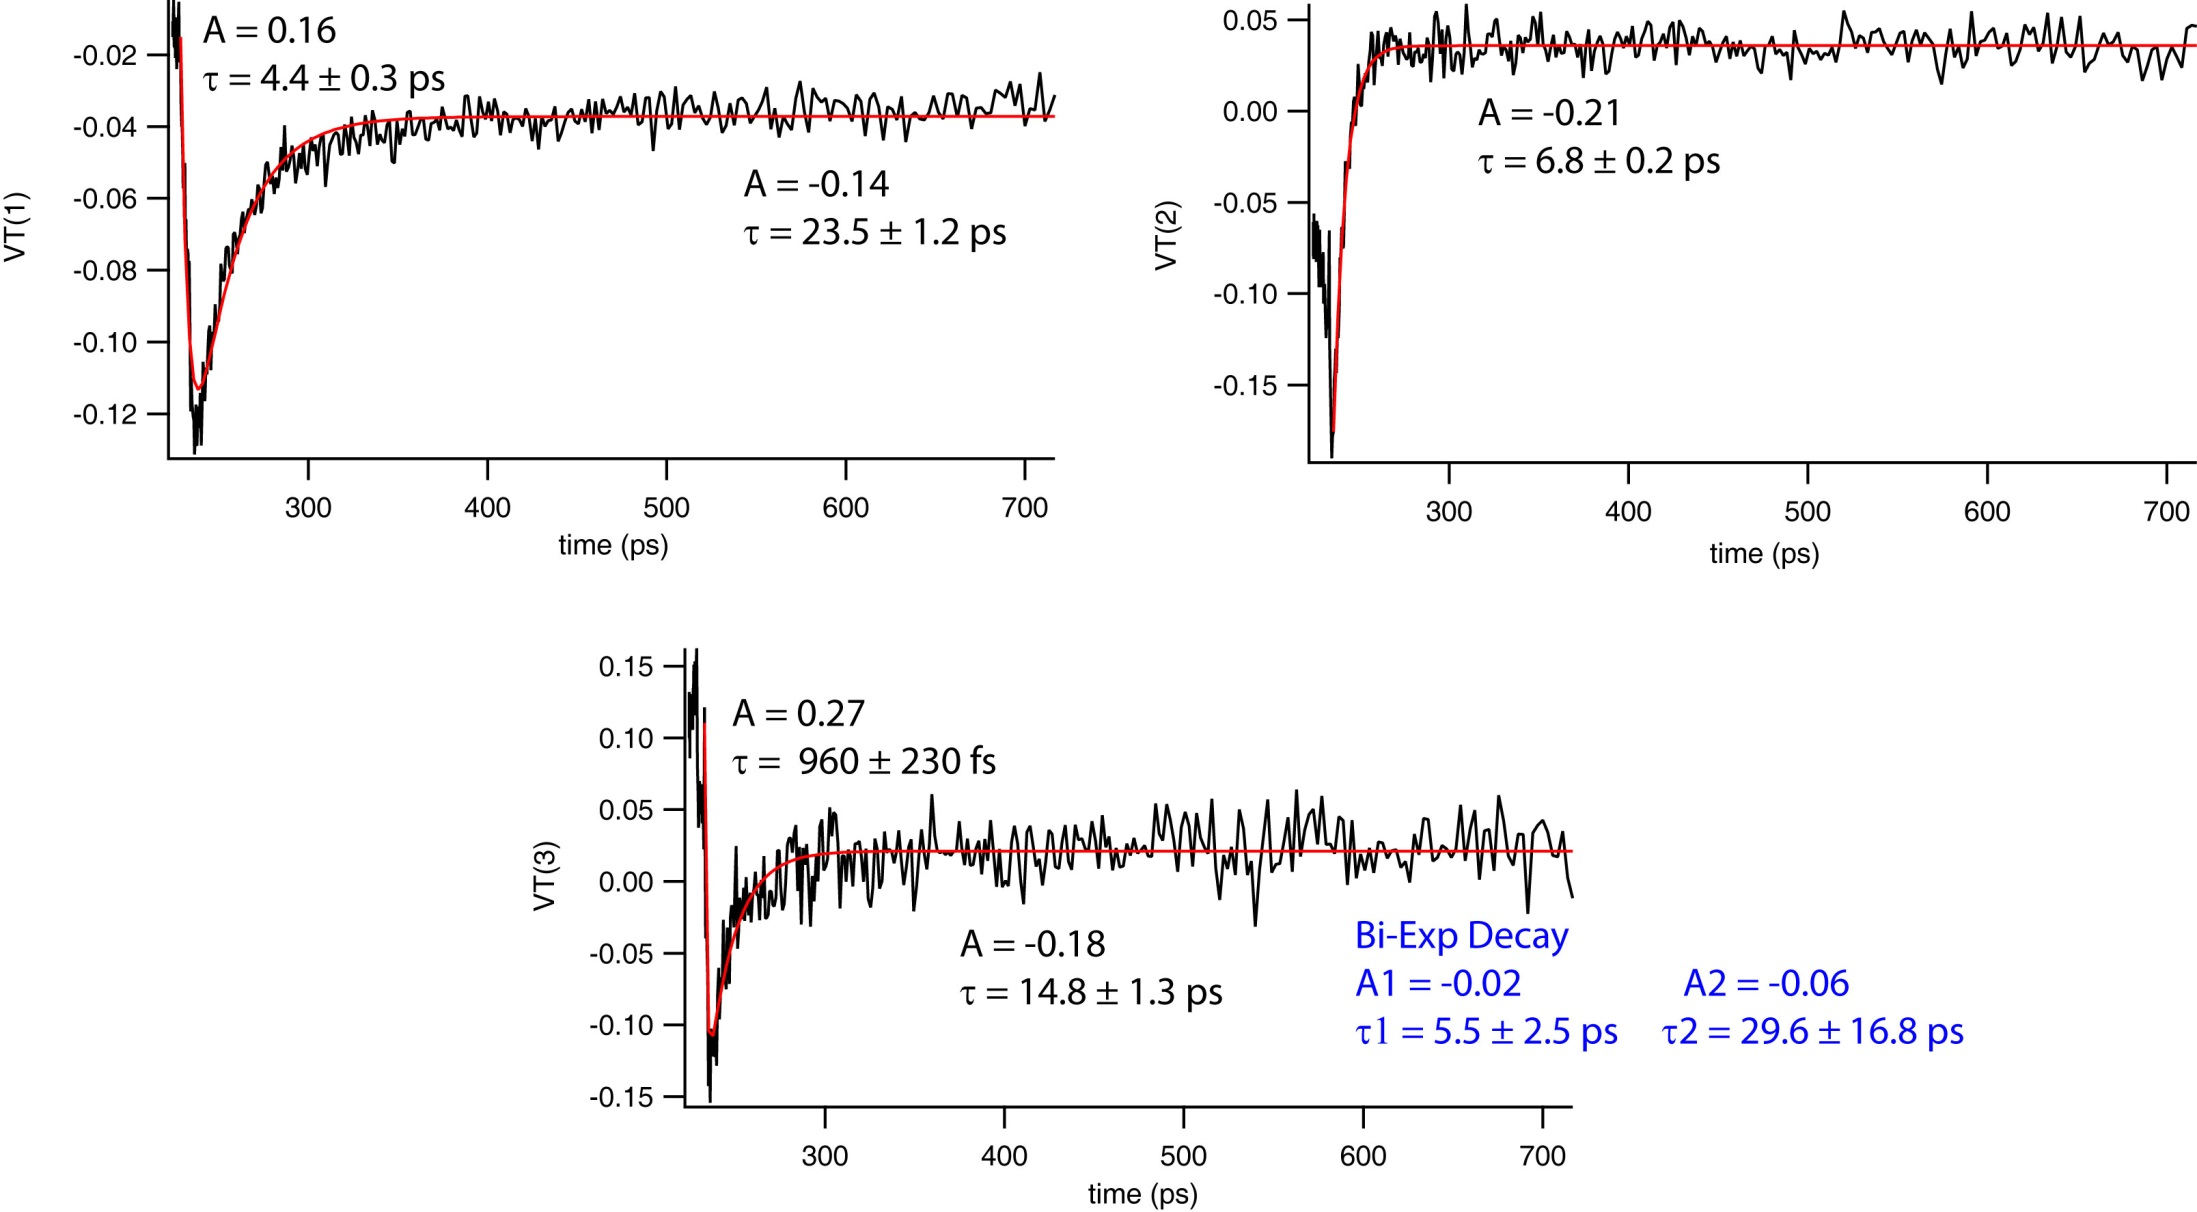 A = 0.16
τ = 4.4 ± 0.3 ps
-0.02
-0.04
-0.06
-0.08
-0.10
-0.12
VT(1)
A = -0.14
τ = 23.5 ± 1.2 ps
300 400 500 600 700
time (ps)
0.05
0.00
-0.05
-0.10
-0.15
VT(2)
A = -0.21
τ = 6.8 ± 0.2 ps
300 400 500 600 700
time (ps)
0.15
0.10
0.05
0.00
-0.05
-0.10
-0.15
VT(3)
A = 0.27
τ = 960 ± 230 fs
A = -0.18
τ = 14.8 ± 1.3 ps
Bi-Exp Decay
A1 = -0.02 A2 = -0.06
τ1 = 5.5 ± 2.5 ps τ2 = 29.6 ± 16.8 ps
300 400 500 600 700
time (ps)